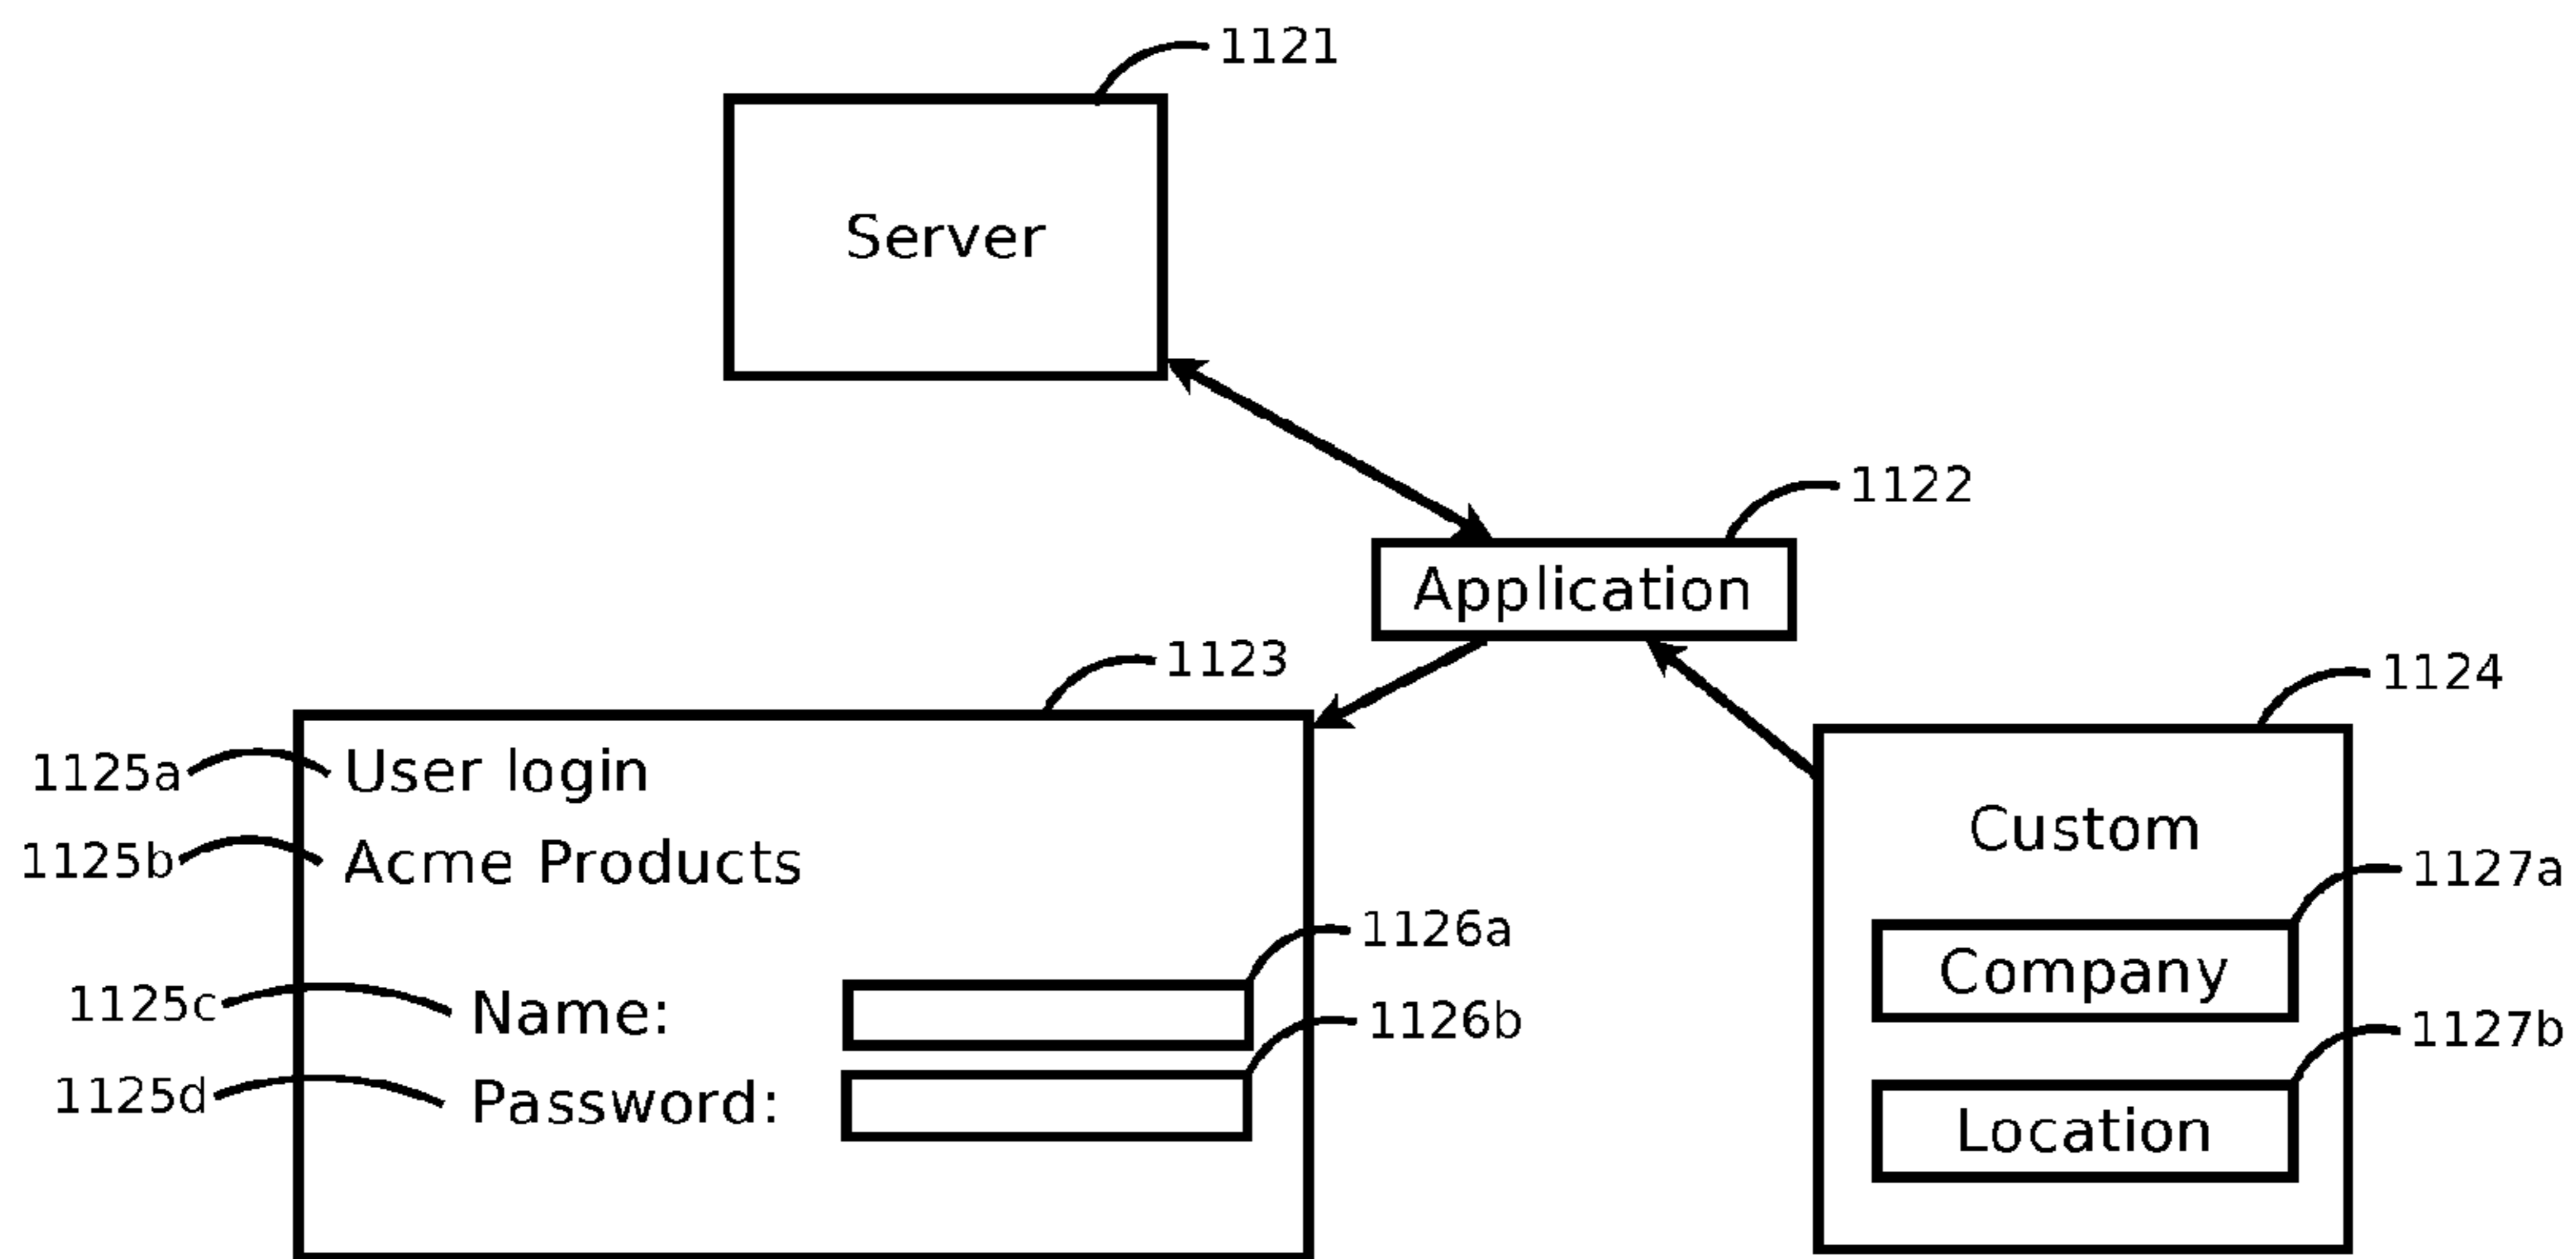 1121
Server
1122
Application
1123
1124
1125a User login
1125b Acme Products
Custom
1127a
1126a
Company
1125c Name:
1126b
1127b
1125d Password:
Location